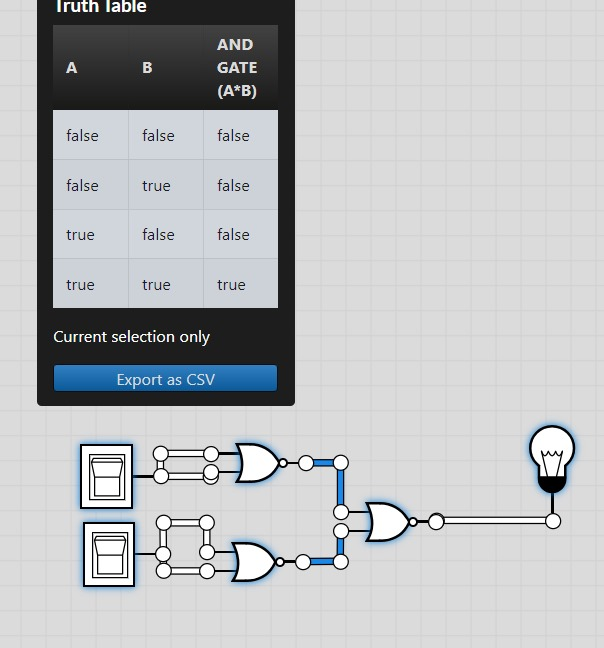 Truth Table
A B AND GATE (A*B)
false false false
false true false
true false false
true true true
Current selection only
Export as CSV